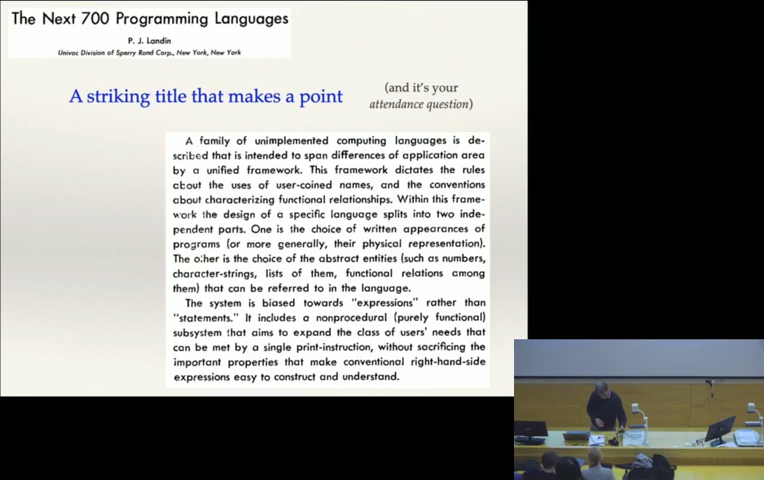 The Next 700 Programming Languages
P. J. Landin
Univac Division of Sperry Rand Corp., New York, New York
A striking title that makes a point
(and it's your
attendance question)
A family of unimplemented computing languages is de-
scribed that is intended to span differences of application area
by a unified framework. This framework dictates the rules
about the uses of user-coined names, and the conventions
about characterizing functional relationships. Within this frame-
work the design of a specific language splits into two inde-
pendent parts. One is the choice of written appearances of
programs (or more generally, their physical representation).
The other is the choice of the abstract entities (such as numbers,
character-strings, lists of them, functional relations among
them) that can be referred to in the language.
The system is biased towards "expressions" rather than
"statements." It includes a nonprocedural (purely functional)
subsystem that aims to expand the class of users' needs that
can be met by a single print-instruction, without sacrificing the
important properties that make conventional right-hand-side
expressions easy to construct and understand.